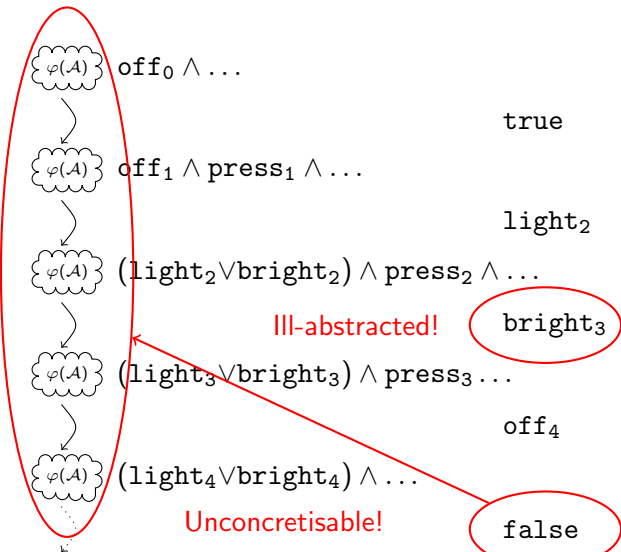 φ(𝒜) off₀ ∧ …
true
φ(𝒜) off₁ ∧ press₁ ∧ …
light₂
φ(𝒜) (light₂∨bright₂) ∧ press₂ ∧ …
Ill-abstracted! bright₃
φ(𝒜) (light₃∨bright₃) ∧ press₃ …
off₄
φ(𝒜) (light₄∨bright₄) ∧ …
Unconcretisable! false